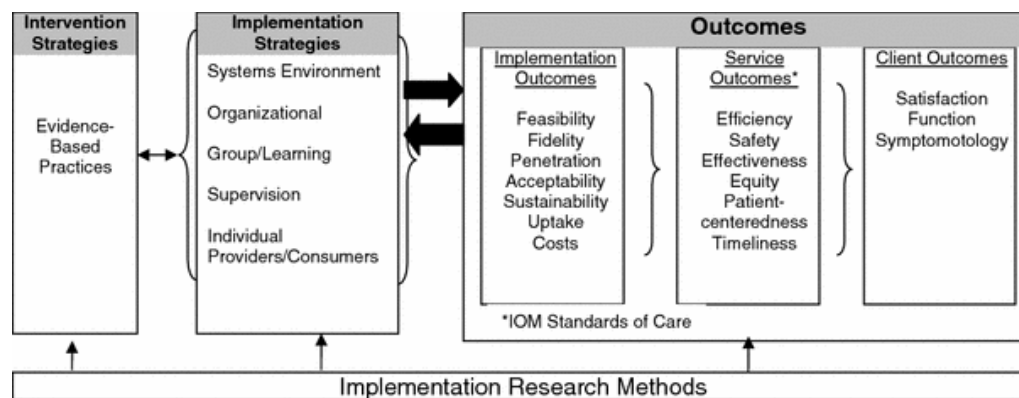 Intervention
Strategies
Evidence-
Based
Practices
Implementation
Strategies
Systems Environment
Organizational
Group/Learning
Supervision
Individual
Providers/Consumers
Outcomes
Implementation
Outcomes
Feasibility
Fidelity
Penetration
Acceptability
Sustainability
Uptake
Costs
Service
Outcomes*
Efficiency
Safety
Effectiveness
Equity
Patient-
centeredness
Timeliness
Client Outcomes
Satisfaction
Function
Symptomotology
*IOM Standards of Care
Implementation Research Methods